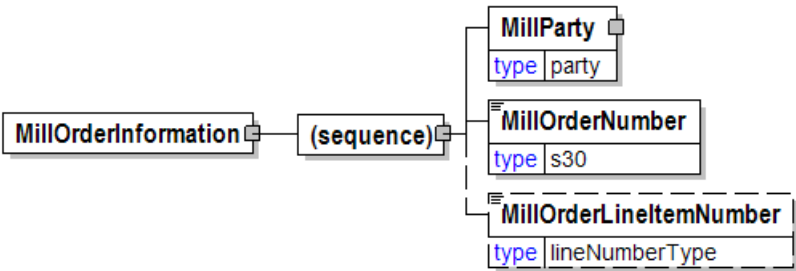 MillParty
type party
MillOrderNumber
type s30
MillOrderInformation
(sequence)
MillOrderLineItemNumber
type lineNumberType